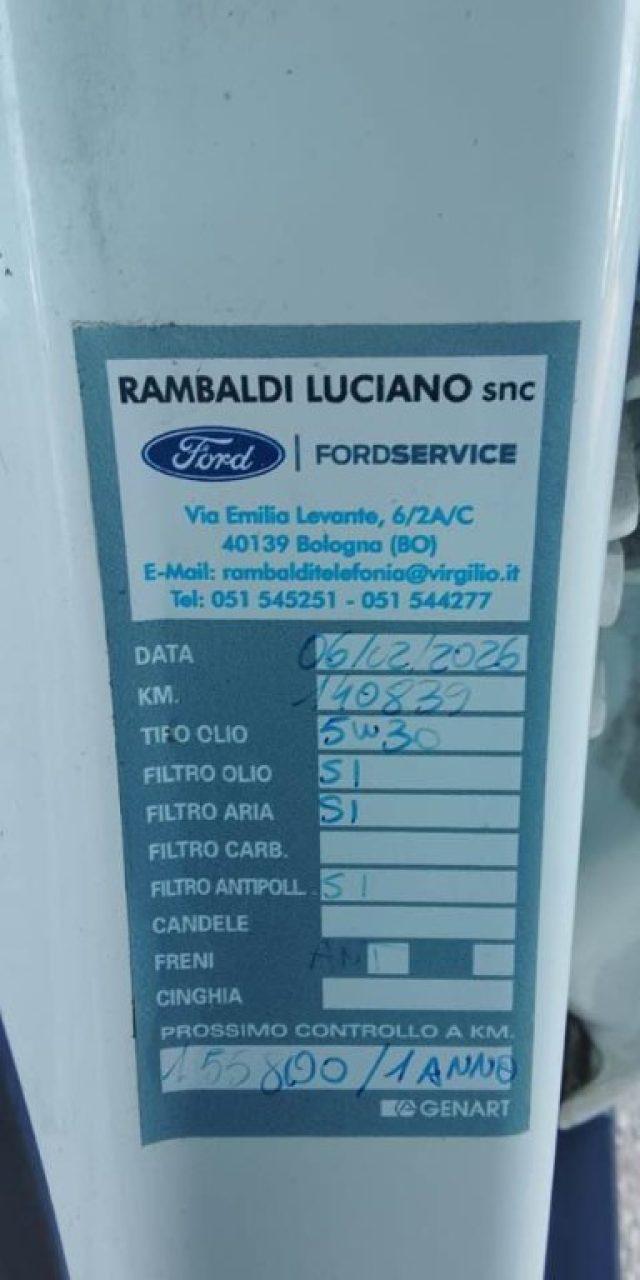 RAMBALDI LUCIANO snc
Ford | FORDSERVICE
Via Emilia Levante, 6/2A/C
40139 Bologna (BO)
E-Mail: rambalditelefonia@virgilio.it
Tel: 051 545251 - 051 544277
DATA 06/02/2026
KM. 140839
TIPO OLIO 5W30
FILTRO OLIO SI
FILTRO ARIA SI
FILTRO CARB.
FILTRO ANTIPOLL. SI
CANDELE
FRENI ANT
CINGHIA
PROSSIMO CONTROLLO A KM.
155800/1 ANNO
GENART